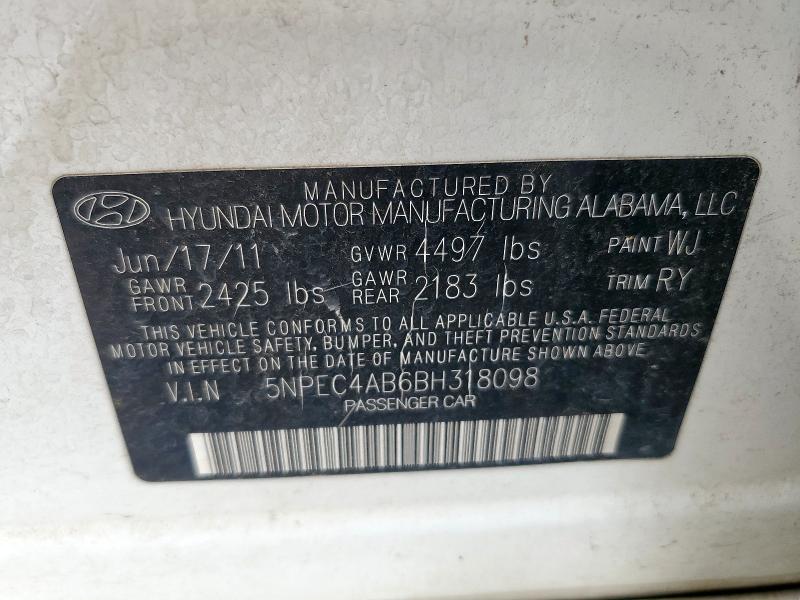 MANUFACTURED BY
HYUNDAI MOTOR MANUFACTURING ALABAMA, LLC
Jun/17/11 GVWR 4497 lbs PAINT WJ
GAWR FRONT 2425 lbs GAWR REAR 2183 lbs TRIM RY
THIS VEHICLE CONFORMS TO ALL APPLICABLE U.S.A. FEDERAL
MOTOR VEHICLE SAFETY, BUMPER, AND THEFT PREVENTION STANDARDS
IN EFFECT ON THE DATE OF MANUFACTURE SHOWN ABOVE.
V.I.N 5NPEC4AB6BH318098
PASSENGER CAR